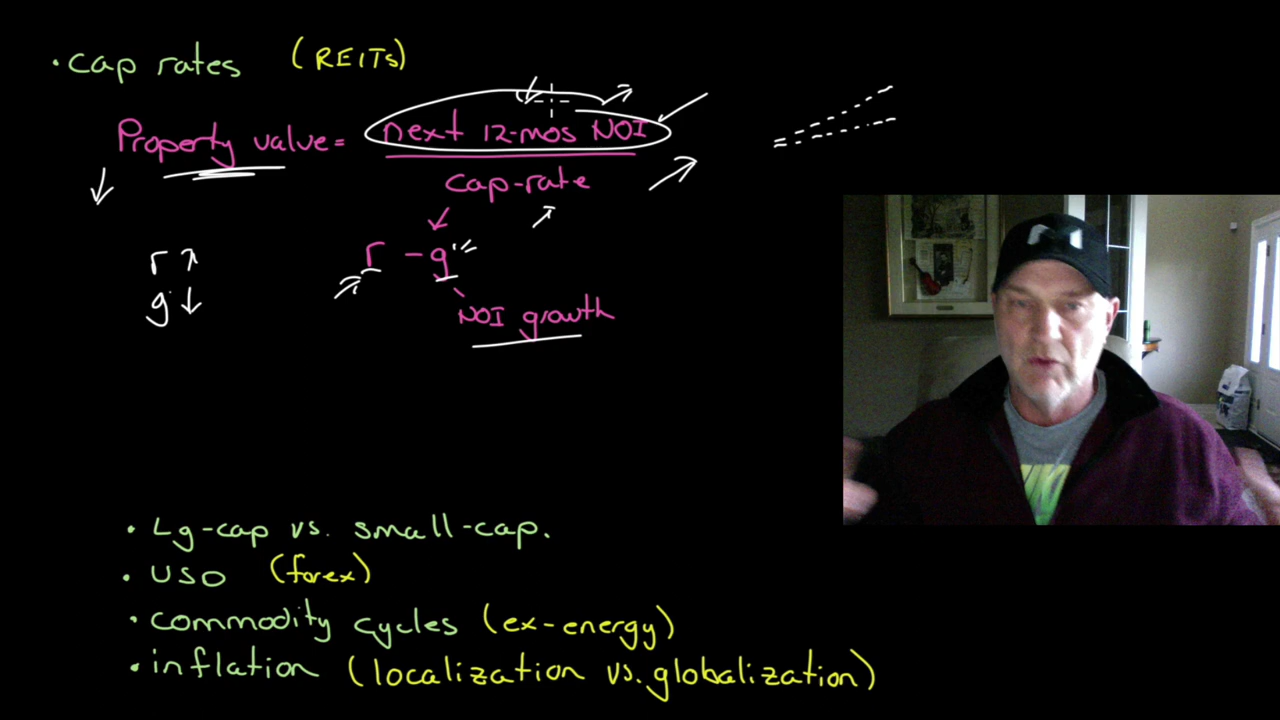 • cap rates (REITs)
Property value = next 12-mos NOI
cap-rate
r - g
r ↑
g ↓
NOI growth
• Lg-cap vs. small-cap.
• USD (forex)
• commodity cycles (ex-energy)
• inflation (localization vs. globalization)